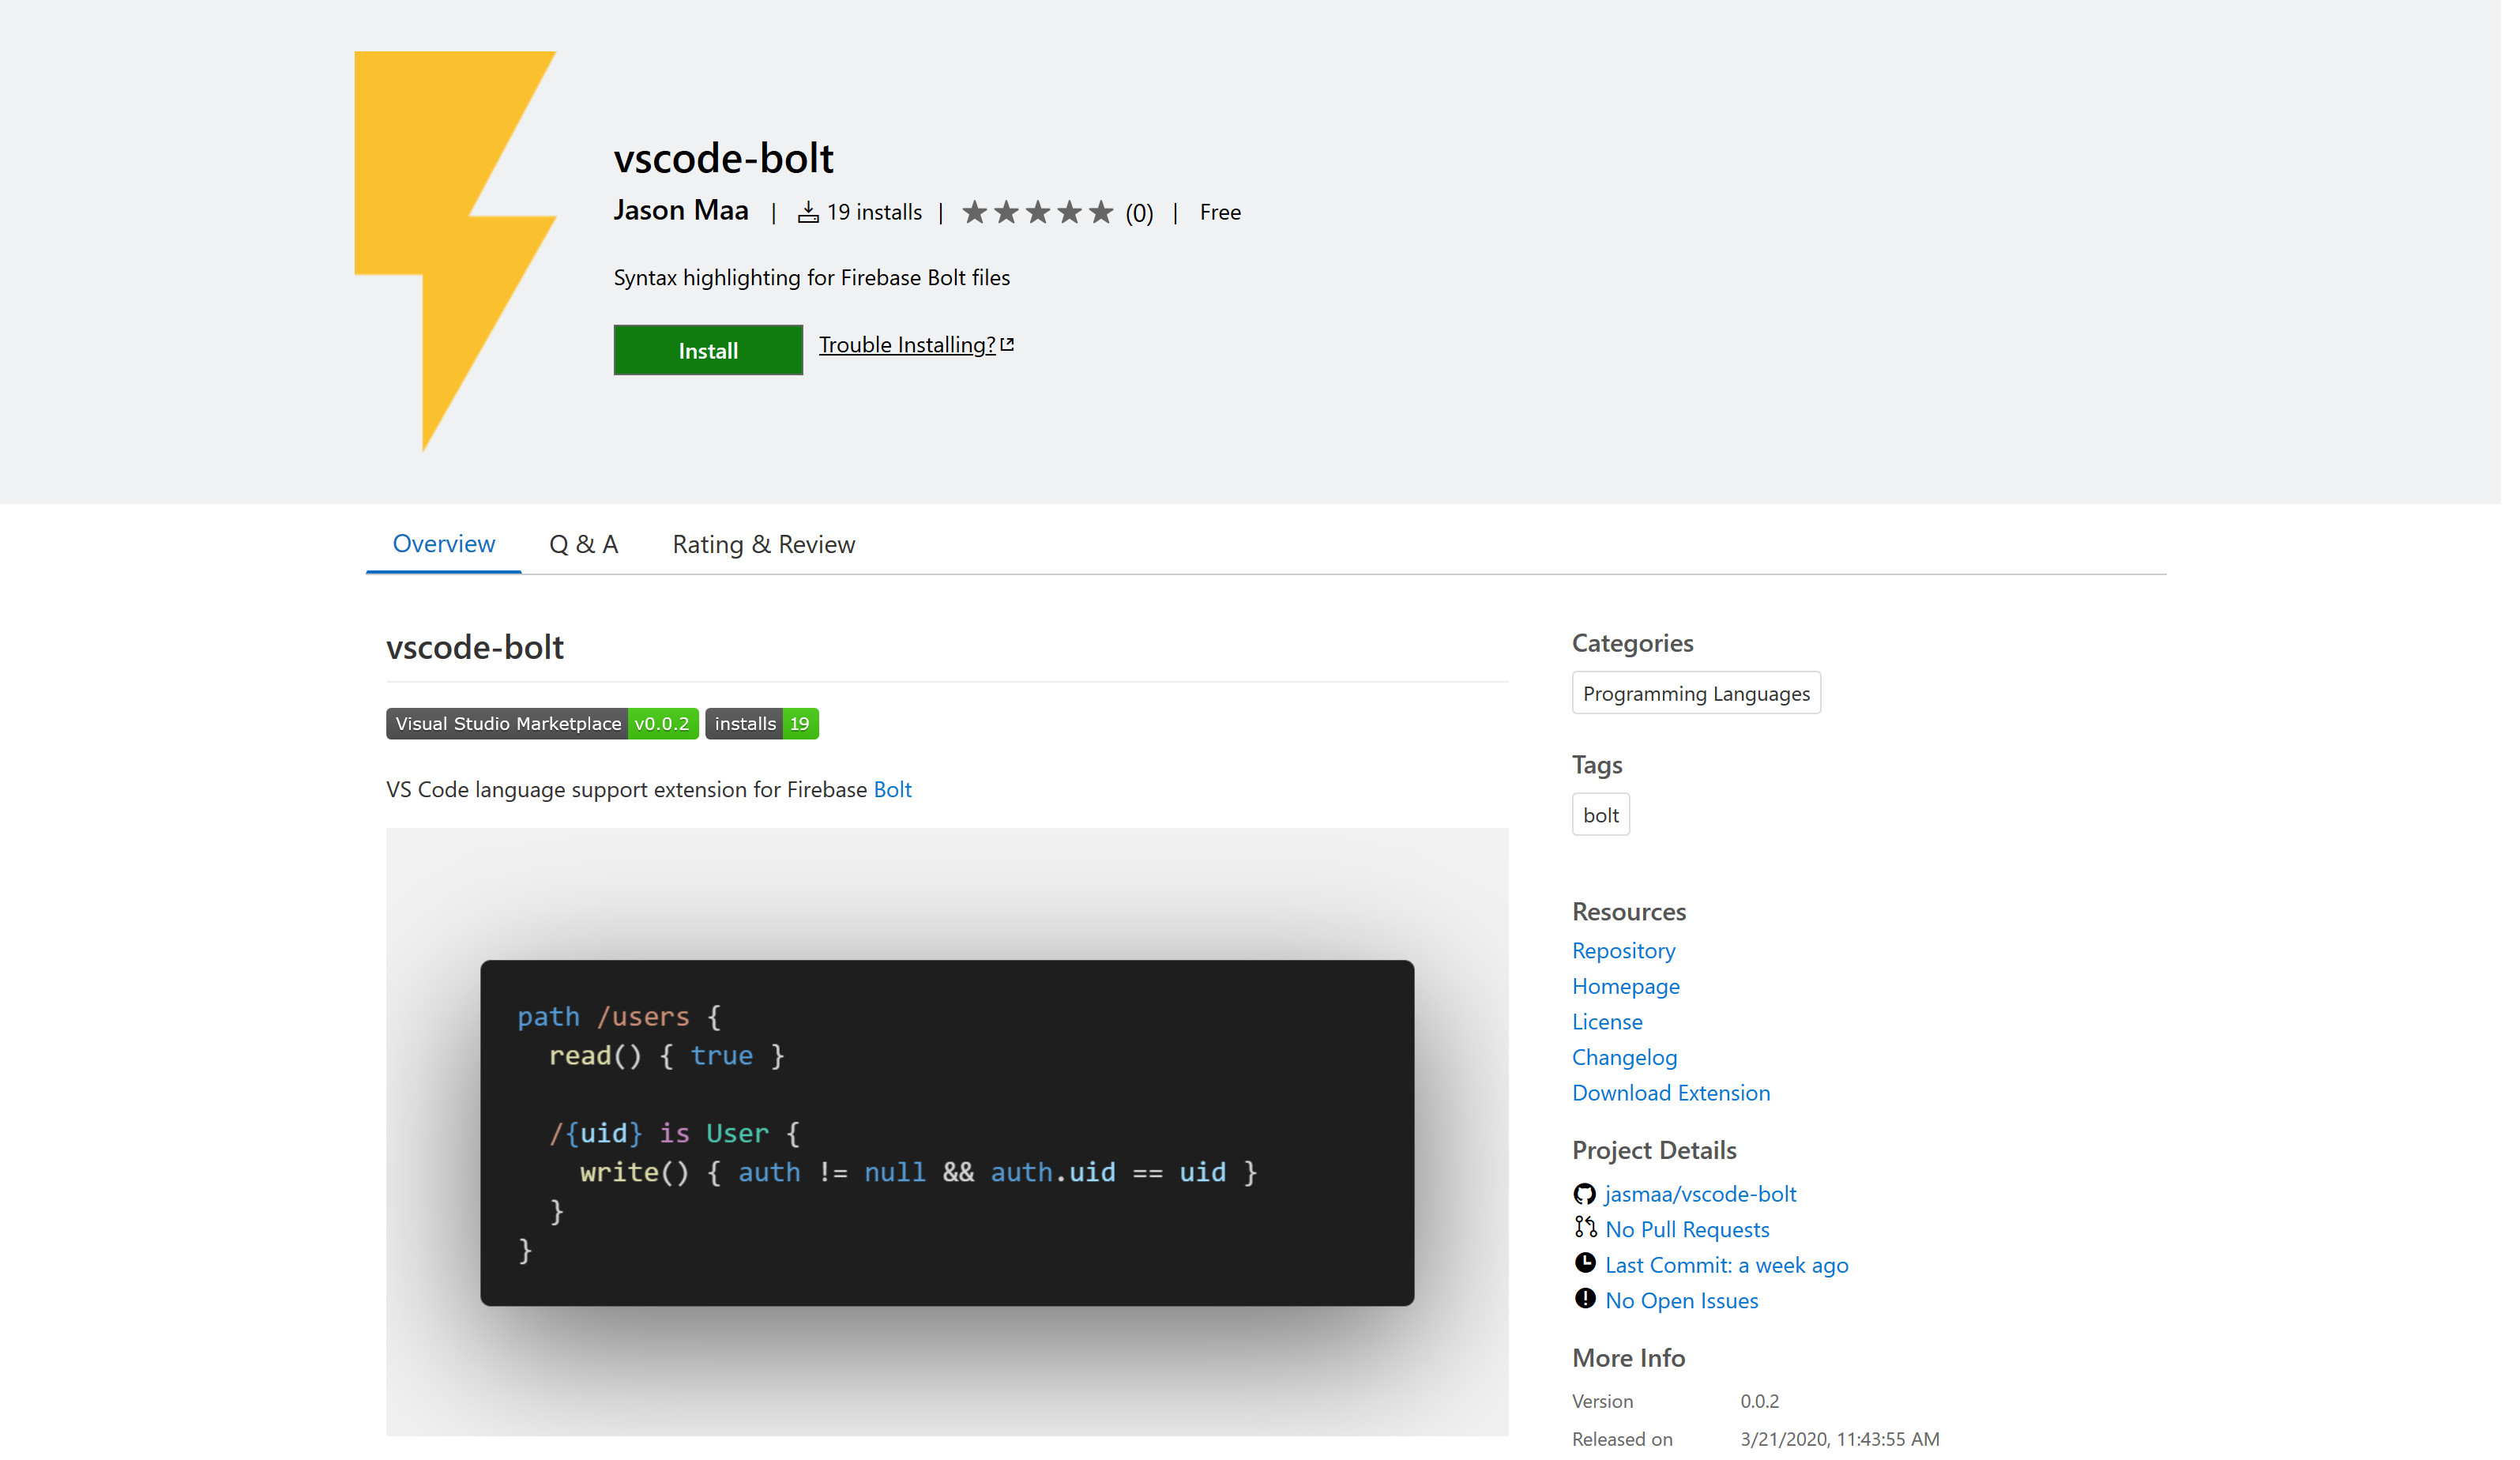 vscode-bolt
Jason Maa | 19 installs | (0) | Free
Syntax highlighting for Firebase Bolt files
Install Trouble Installing?
Overview Q & A Rating & Review
vscode-bolt
Visual Studio Marketplace v0.0.2 installs 19
VS Code language support extension for Firebase Bolt
path /users {
  read() { true }
  /{uid} is User {
    write() { auth != null && auth.uid == uid }
  }
}
Categories
Programming Languages
Tags
bolt
Resources
Repository
Homepage
License
Changelog
Download Extension
Project Details
jasmaa/vscode-bolt
No Pull Requests
Last Commit: a week ago
No Open Issues
More Info
Version 0.0.2
Released on 3/21/2020, 11:43:55 AM